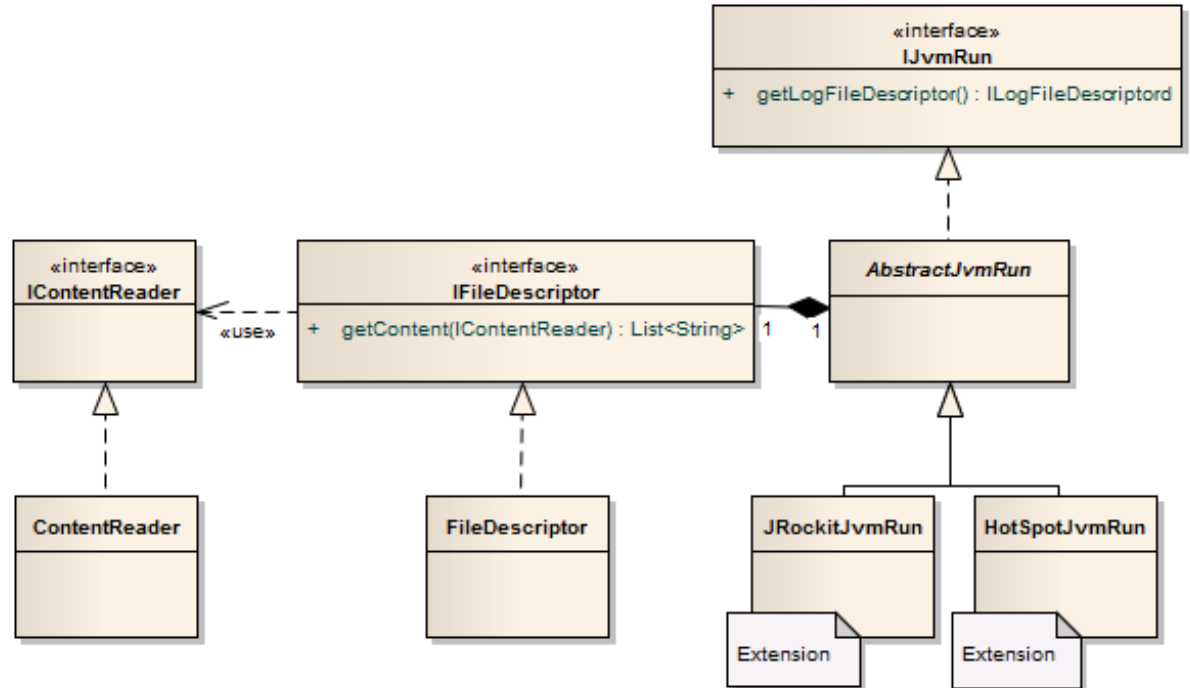 «interface»
IJvmRun
+ getLogFileDescriptor() : ILogFileDescriptord
«interface»
IContentReader
«use»
«interface»
IFileDescriptor
+ getContent(IContentReader) : List<String>
1
1
AbstractJvmRun
ContentReader
FileDescriptor
JRockitJvmRun
HotSpotJvmRun
Extension
Extension